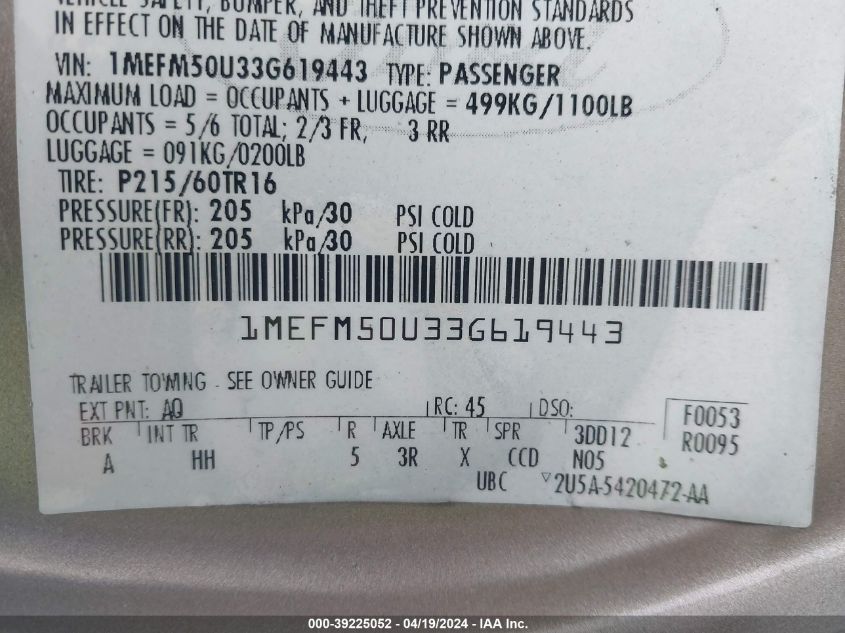 VEHICLE SAFETY, BUMPER, AND THEFT PREVENTION STANDARDS
IN EFFECT ON THE DATE OF MANUFACTURE SHOWN ABOVE.
VIN: 1MEFM50U33G619443 TYPE: PASSENGER
MAXIMUM LOAD = OCCUPANTS + LUGGAGE = 499KG/1100LB
OCCUPANTS = 5/6 TOTAL; 2/3 FR, 3 RR
LUGGAGE = 091KG/0200LB
TIRE: P215/60TR16
PRESSURE(FR): 205 kPa/30 PSI COLD
PRESSURE(RR): 205 kPa/30 PSI COLD
1MEFM50U33G619443
TRAILER TOWING - SEE OWNER GUIDE
EXT PNT: AQ RC: 45 DSO: F0053
BRK INT TR TP/PS R AXLE TR SPR 3DD12 R0095
A HH 5 3R X CCD N05
UBC ▽2U5A-5420472-AA
000-39225052 - 04/19/2024 - IAA Inc.